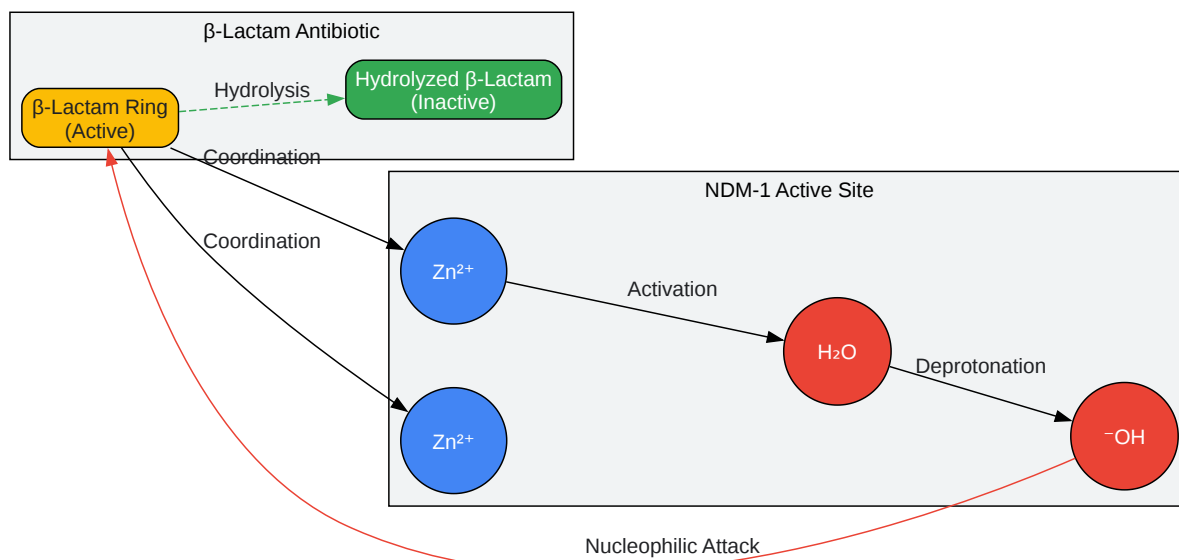 β-Lactam Antibiotic
Hydrolyzed β-Lactam
(Inactive)
Hydrolysis
β-Lactam Ring
(Active)
Coordination
NDM-1 Active Site
Coordination
Zn²⁺
Activation
H₂O
Deprotonation
Zn²⁺
⁻OH
Nucleophilic Attack